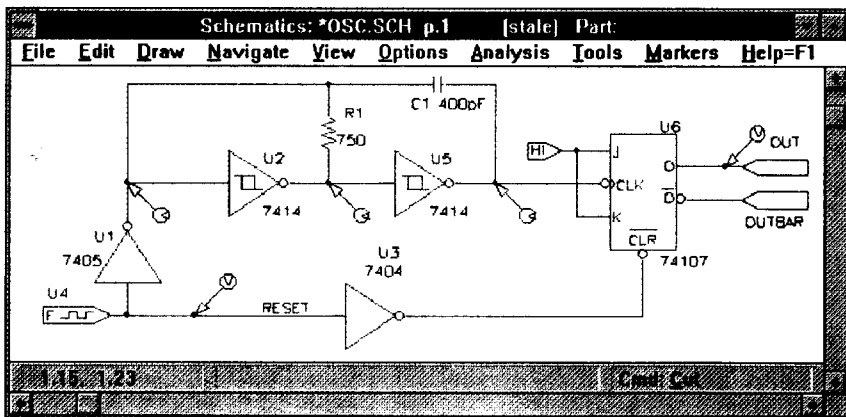 Schematics: *OSC.SCH p.1 [stale] Part:
File Edit Draw Navigate View Options Analysis Tools Markers Help=F1
C1 400pF
R1
750
U6
V
OUT
HI
J
U2
U5
CLK
7414
7414
K
CLR
OUTBAR
U1
7405
U3
7404
74107
V
U4
RESET
F
1.15, 1.23
Cmd: Cut